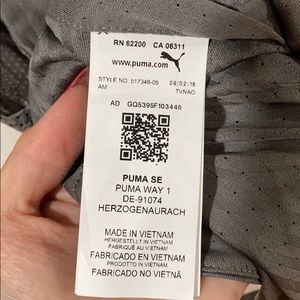 RN 62200 CA 06311
www.puma.com
STYLE NO. 517346-05 09/02/18
AM TVNAO
AD GQ5395F103446
PUMA SE
PUMA WAY 1
DE-91074
HERZOGENAURACH
MADE IN VIETNAM
HERGESTELLT IN VIETNAM
FABRIQUÉ AU VIETNAM
FABRICADO EN VIETNAM
PRODOTTO IN VIETNAM
FABRICADO NO VIETNÃ